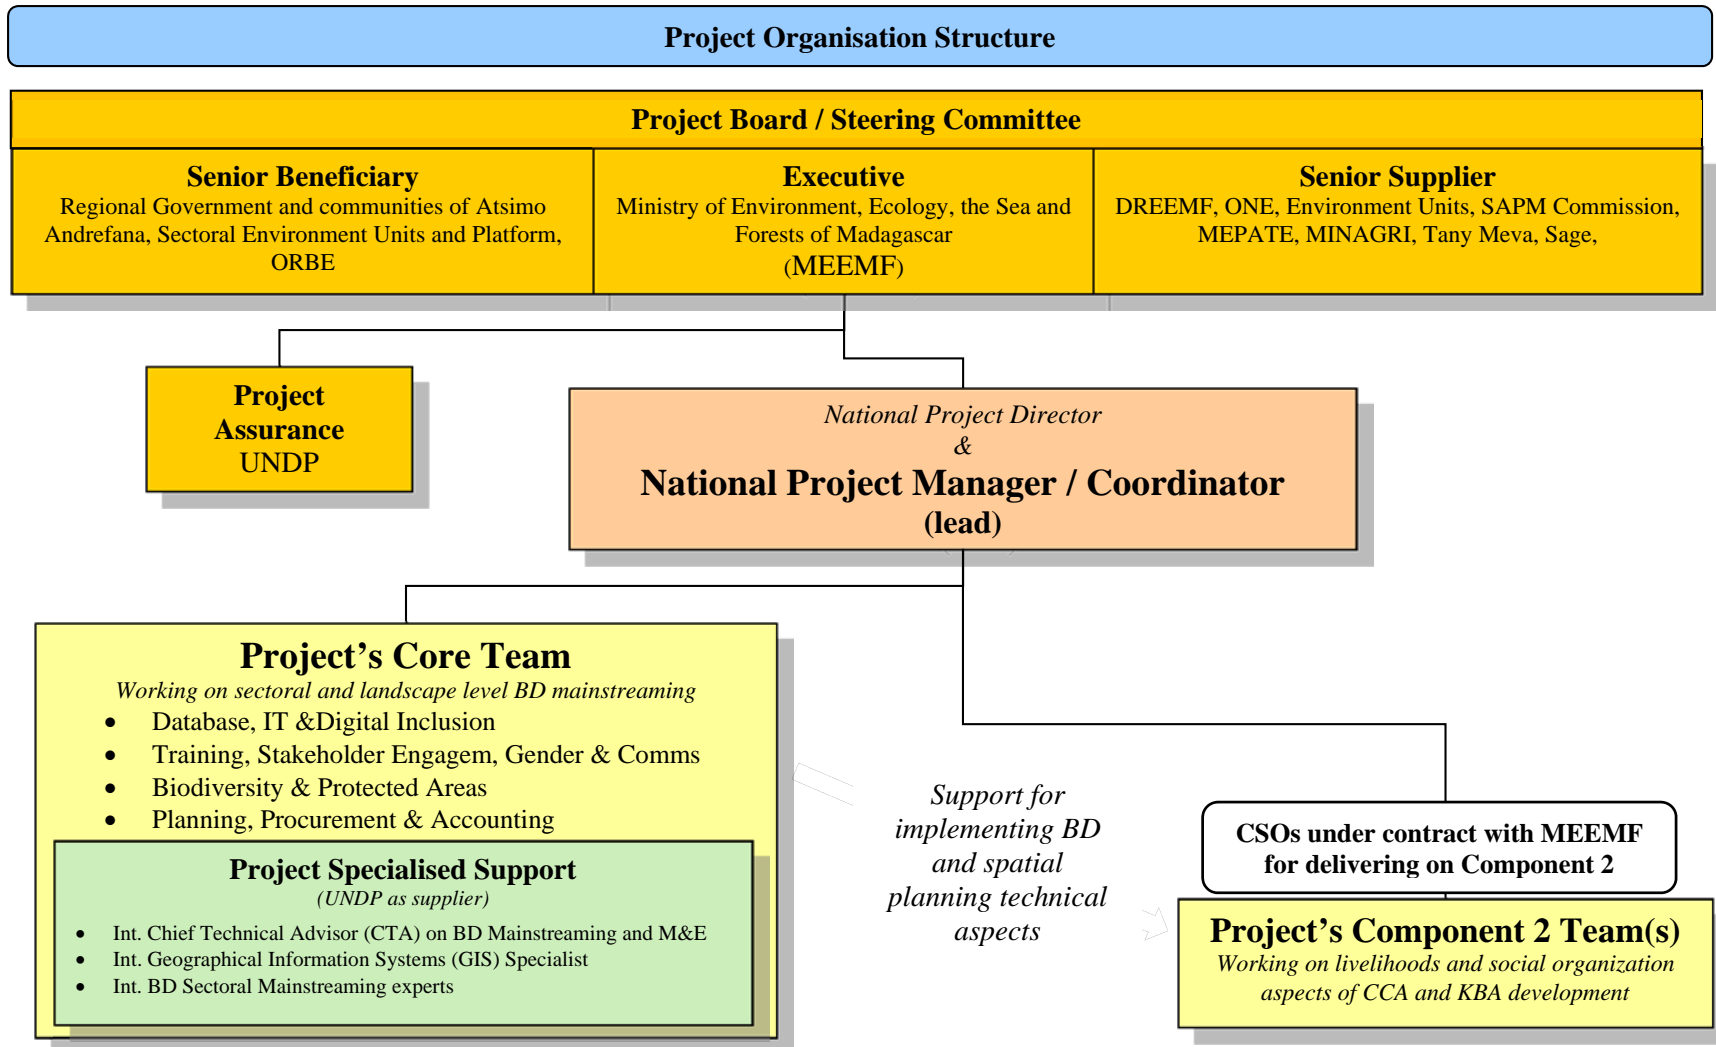 Project Organisation Structure
Project Board / Steering Committee
Senior Beneficiary
Regional Government and communities of Atsimo
Andrefana, Sectoral Environment Units and Platform,
ORBE
Executive
Ministry of Environment, Ecology, the Sea and
Forests of Madagascar
(MEEMF)
Senior Supplier
DREEMF, ONE, Environment Units, SAPM Commission,
MEPATE, MINAGRI, Tany Meva, Sage,
Project
Assurance
UNDP
National Project Director
&
National Project Manager / Coordinator
(lead)
Project’s Core Team
Working on sectoral and landscape level BD mainstreaming
• Database, IT &Digital Inclusion
• Training, Stakeholder Engagem, Gender & Comms
• Biodiversity & Protected Areas
• Planning, Procurement & Accounting
Project Specialised Support
(UNDP as supplier)
• Int. Chief Technical Advisor (CTA) on BD Mainstreaming and M&E
• Int. Geographical Information Systems (GIS) Specialist
• Int. BD Sectoral Mainstreaming experts
Support for
implementing BD
and spatial
planning technical
aspects
CSOs under contract with MEEMF
for delivering on Component 2
Project’s Component 2 Team(s)
Working on livelihoods and social organization
aspects of CCA and KBA development